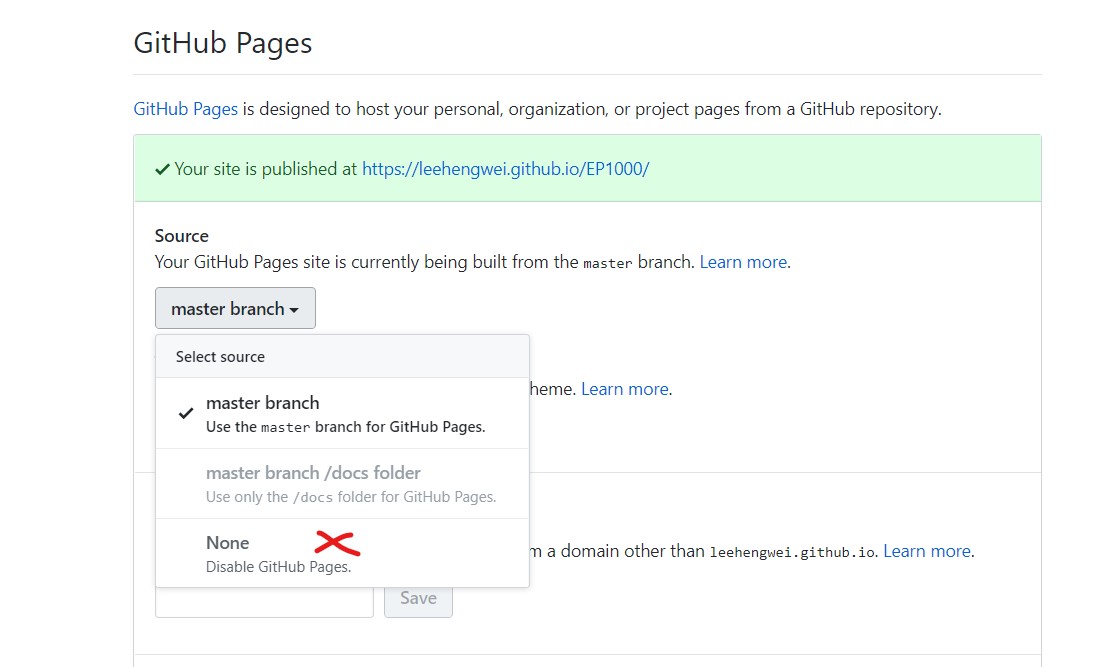 GitHub Pages
GitHub Pages is designed to host your personal, organization, or project pages from a GitHub repository.
Your site is published at https://leehengwei.github.io/EP1000/
Source
Your GitHub Pages site is currently being built from the master branch. Learn more.
master branch
Select source
heme. Learn more.
master branch
Use the master branch for GitHub Pages.
master branch /docs folder
Use only the /docs folder for GitHub Pages.
None
m a domain other than leehengwei.github.io. Learn more.
Disable GitHub Pages.
Save